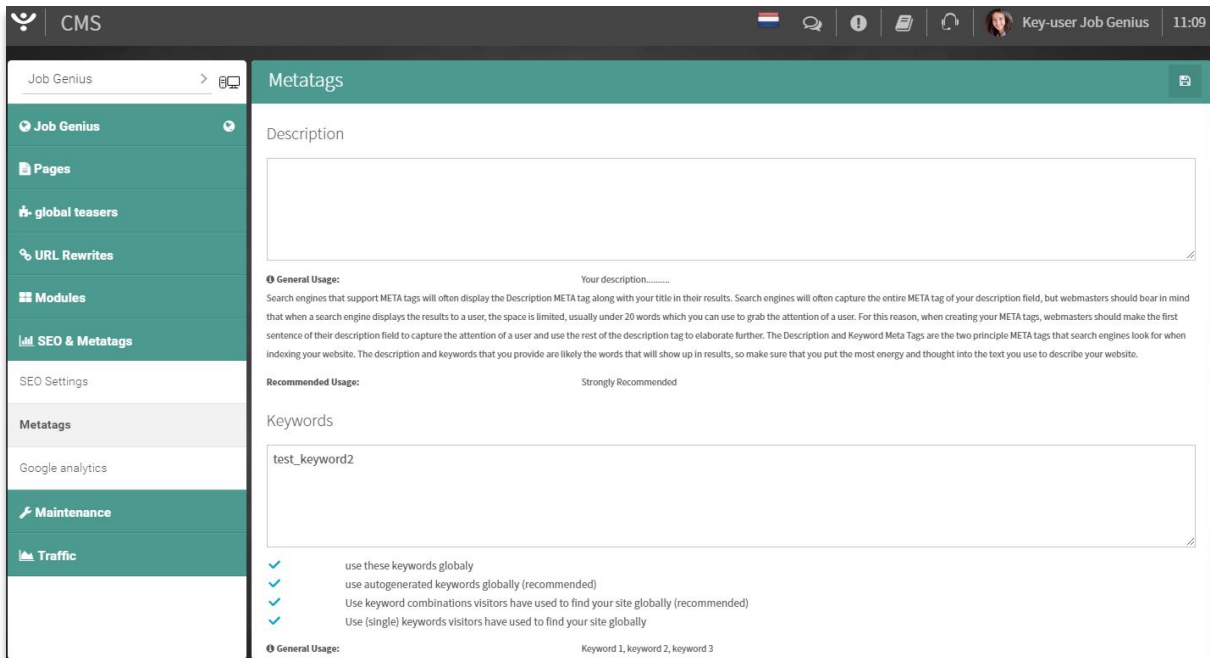 CMS
Key-user Job Genius
11:09
Job Genius
Metatags
Job Genius
Pages
global teasers
URL Rewrites
Modules
SEO & Metatags
SEO Settings
Metatags
Google analytics
Maintenance
Traffic
Description
General Usage: Your description..........
Search engines that support META tags will often display the Description META tag along with your title in their results. Search engines will often capture the entire META tag of your description field, but webmasters should bear in mind
that when a search engine displays the results to a user, the space is limited, usually under 20 words which you can use to grab the attention of a user. For this reason, when creating your META tags, webmasters should make the first
sentence of their description field to capture the attention of a user and use the rest of the description tag to elaborate further. The Description and Keyword Meta Tags are the two principle META tags that search engines look for when
indexing your website. The description and keywords that you provide are likely the words that will show up in results, so make sure that you put the most energy and thought into the text you use to describe your website.
Recommended Usage: Strongly Recommended
Keywords
test_keyword2
use these keywords globaly
use autogenerated keywords globally (recommended)
Use keyword combinations visitors have used to find your site globally (recommended)
Use (single) keywords visitors have used to find your site globally
General Usage: Keyword 1, keyword 2, keyword 3